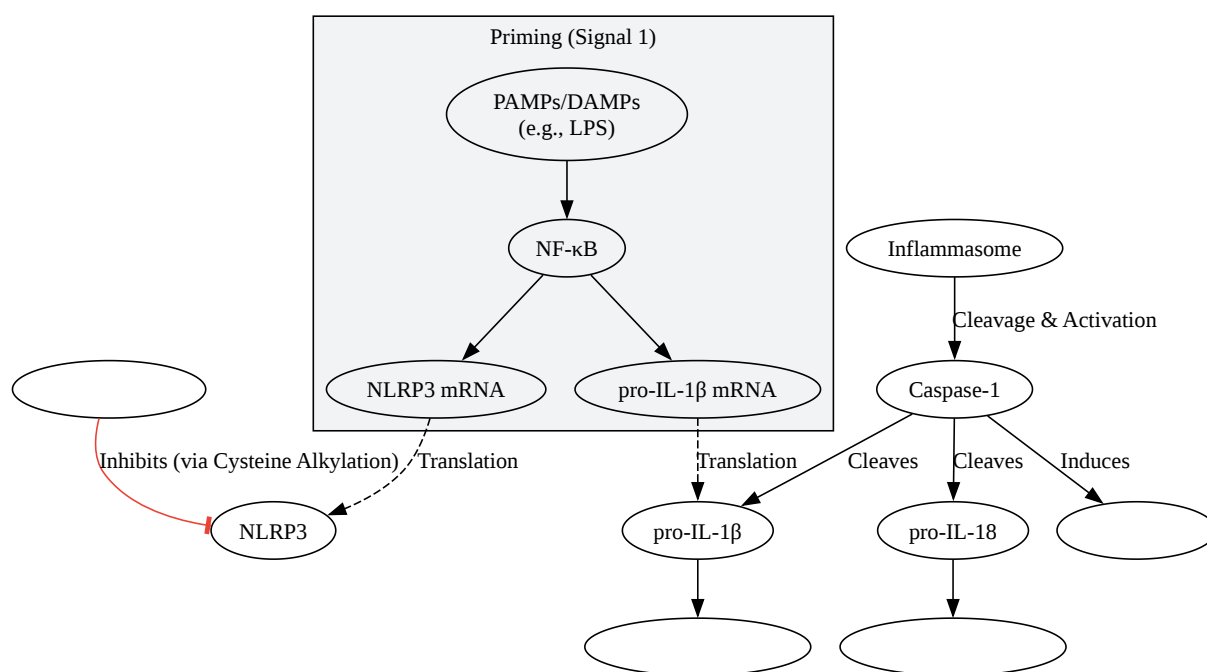 Priming (Signal 1)
PAMPs/DAMPs
(e.g., LPS)
NF-κB
Inflammasome
Cleavage & Activation
NLRP3 mRNA
pro-IL-1β mRNA
Caspase-1
Inhibits (via Cysteine Alkylation)
Translation
Translation
Cleaves
Cleaves
Induces
NLRP3
pro-IL-1β
pro-IL-18